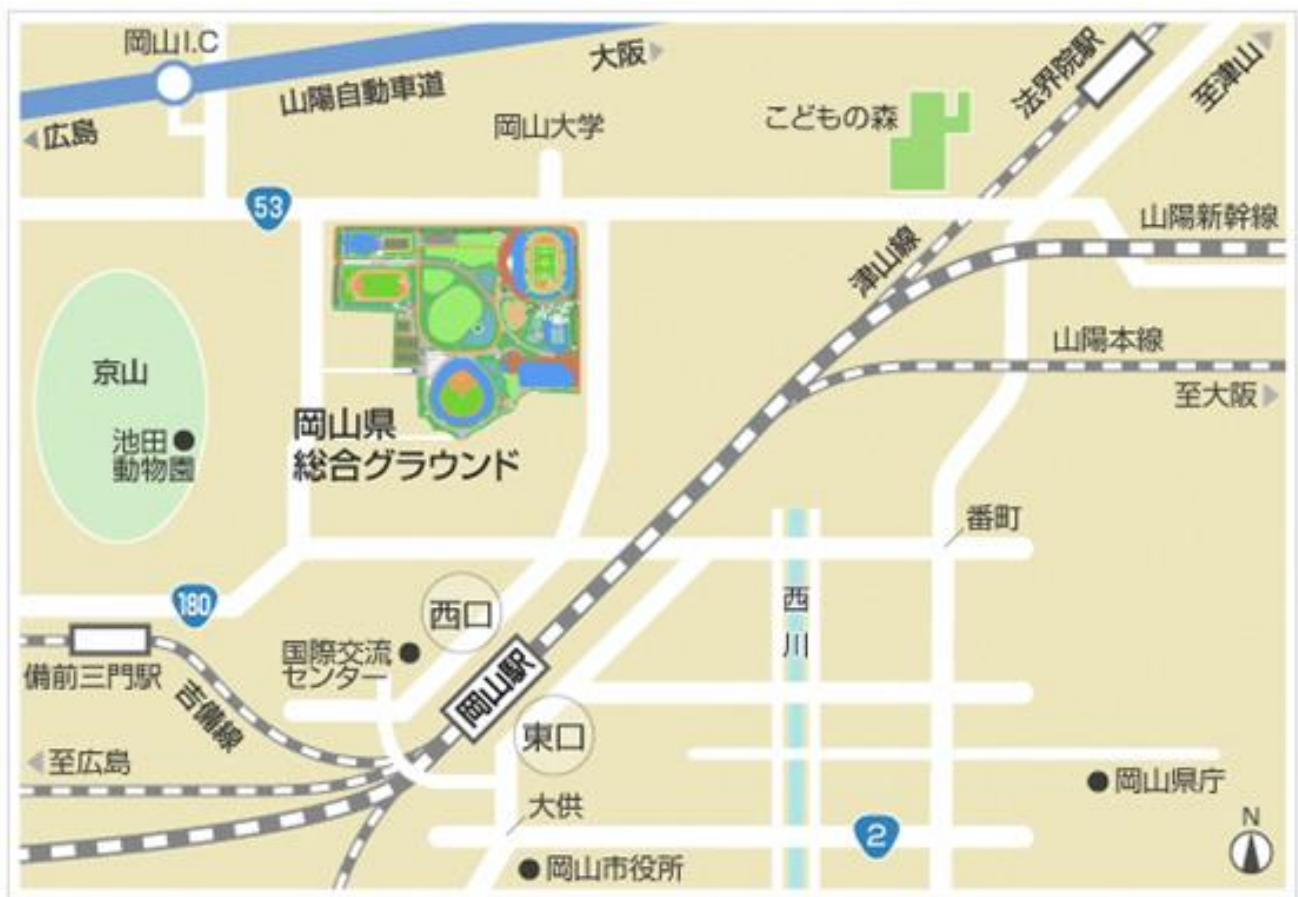 岡山I.C
大阪
山陽自動車道
広島
法界院駅
至津山
こどもの森
岡山大学
53
山陽新幹線
津山線
山陽本線
至大阪
京山
池田
動物園
岡山県
総合グラウンド
番町
180
西口
西川
国際交流
センター
備前三門駅
吉備線
岡山駅
東口
至広島
岡山県庁
大供
2
N
岡山市役所